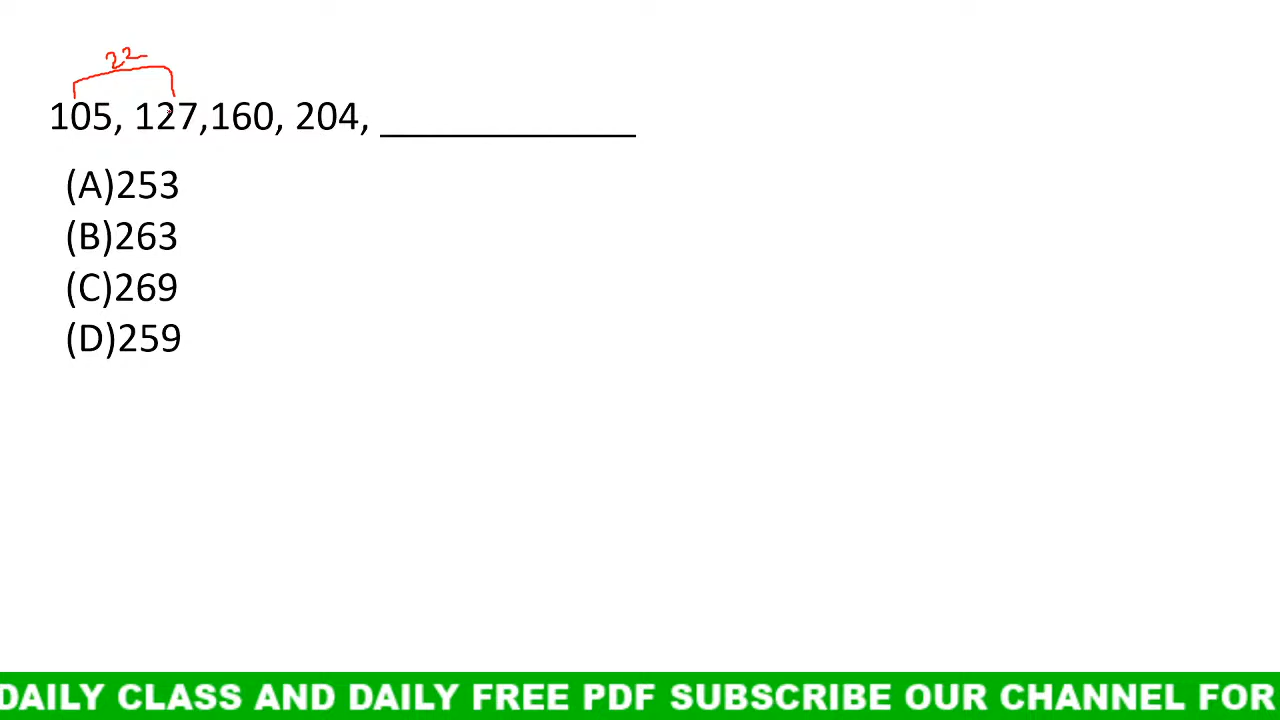 22
105, 127,160, 204, _____________
(A)253
(B)263
(C)269
(D)259
DAILY CLASS AND DAILY FREE PDF SUBSCRIBE OUR CHANNEL FOR